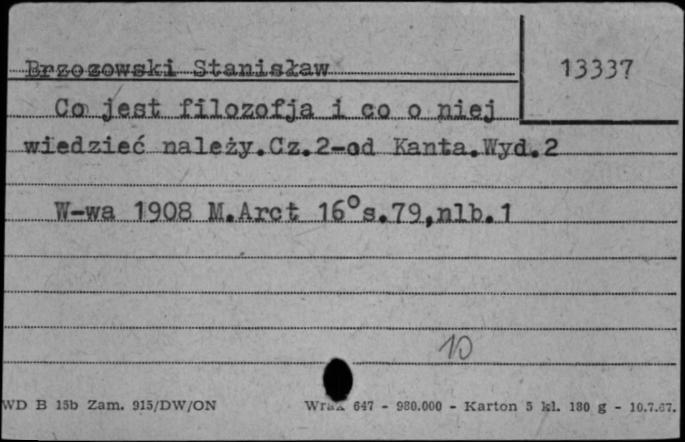 Brzozowski Stanisław
13337
Co jest filozofja i co o niej
wiedzieć należy.Cz.2-od Kanta.Wyd.2
W-wa 1908 M.Arct 16°s.79,nlb.1
10
WD B 15b Zam. 915/DW/ON 647 - 980.000 - Karton 5 kl. 180 g - 10.7.67.